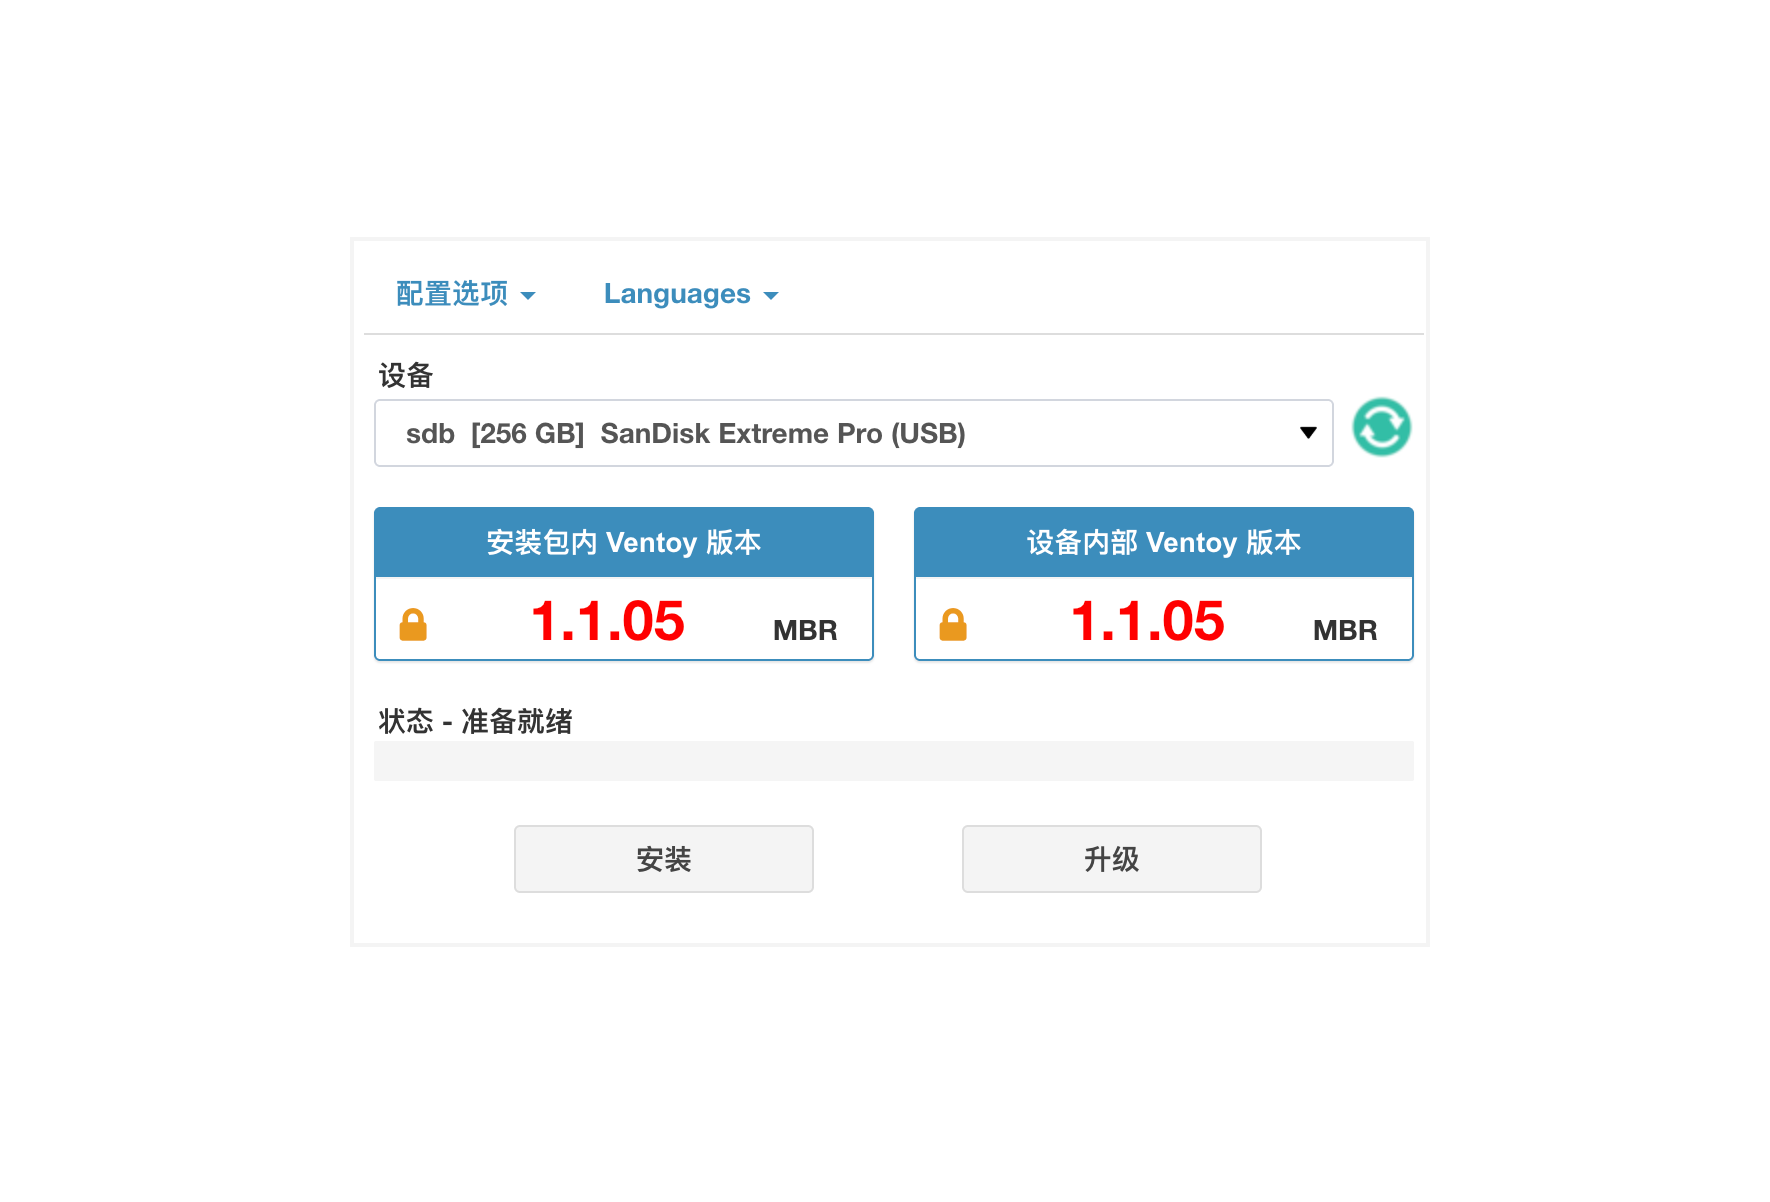 配置选项 Languages
设备
sdb [256 GB] SanDisk Extreme Pro (USB)
安装包内 Ventoy 版本
1.1.05 MBR
设备内部 Ventoy 版本
1.1.05 MBR
状态 - 准备就绪
安装 升级